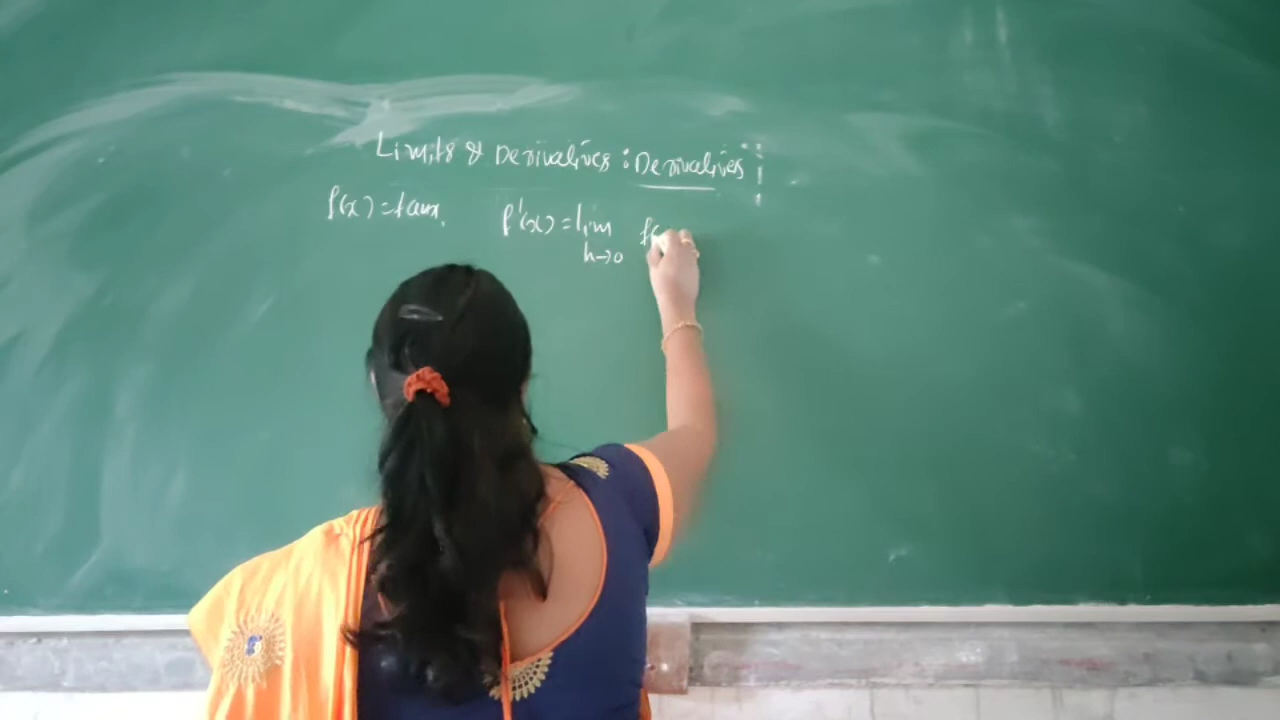 Limits & Derivatives : Derivatives :
f(x) = tanx. f'(x) = lim f(
h→0